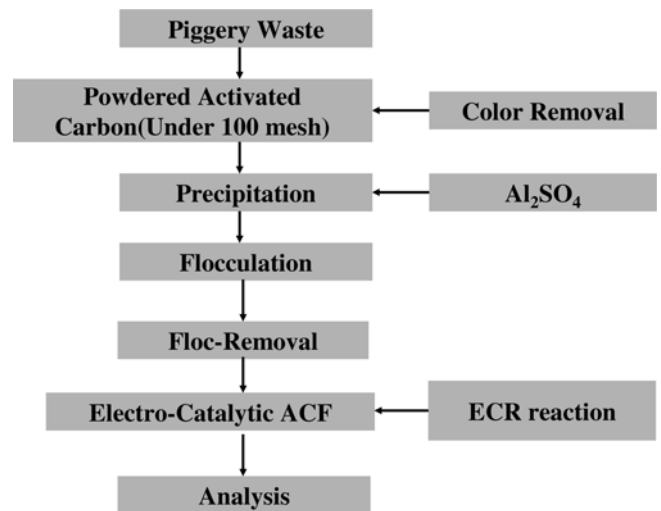 Piggery Waste
Powdered Activated
Carbon(Under 100 mesh)
Color Removal
Precipitation
Al₂SO₄
Flocculation
Floc-Removal
Electro-Catalytic ACF
ECR reaction
Analysis